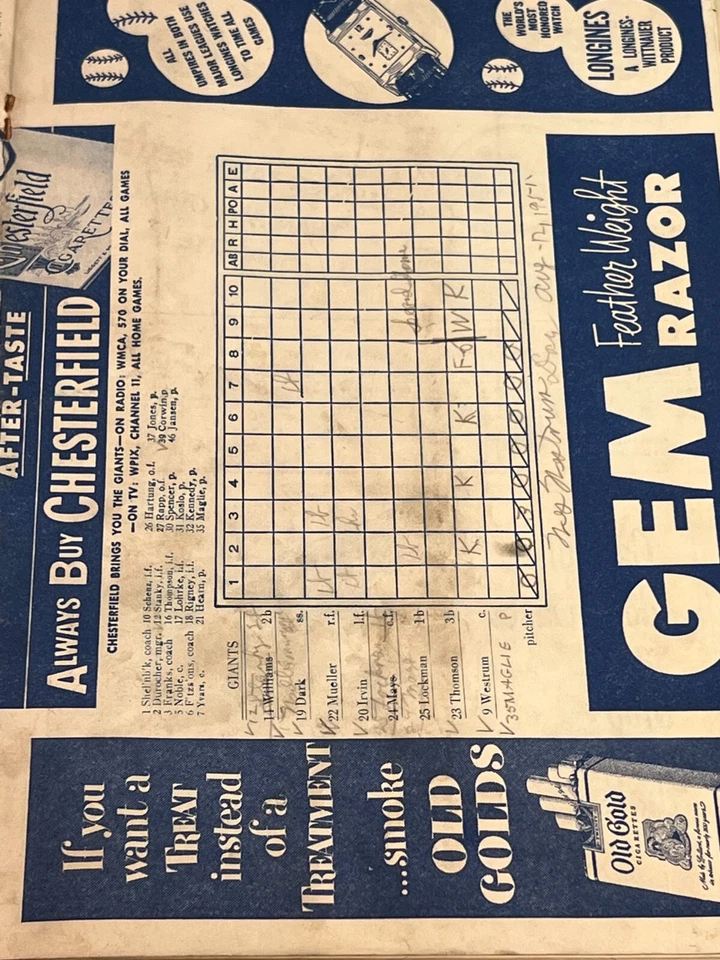 If you
want a
TREAT
instead
of a
TREATMENT
...smoke
OLD
GOLDS
Old Gold
CIGARETTES
AFTER-TASTE
ALWAYS BUY CHESTERFIELD
Chesterfield
CIGARETTES
CHESTERFIELD BRINGS YOU THE GIANTS—ON RADIO: WMCA, 570 ON YOUR DIAL, ALL GAMES
—ON TV: WPIX, CHANNEL 11, ALL HOME GAMES.
1 Shellnb'k, coach
2 Durocher, mgr.
3 Franks, coach
5 Noble, c.
6 F'tzs'ons, coach
7 Yvars, c.
10 Schenz, i.f.
12 Stanky, i.f.
16 Thompson, i.f.
17 Lohrke, i.f.
18 Rigney, i.f.
21 Hearn, p.
26 Hartung, o.f.
27 Rapp, o.f.
30 Spencer, p.
31 Koslo, p.
32 Kennedy, p.
35 Maglie, p.
37 Jones, p.
39 Corwin, p
46 Jansen, p.
GIANTS 1 2 3 4 5 6 7 8 9 10 AB R H PO A E
14 Williams 2b
19 Dark ss.
22 Mueller r.f.
20 Irvin l.f.
24 Mays c.f.
25 Lockman 1b
23 Thomson 3b K K K Fo W K
9 Westrum c.
35 MAGLIE P
pitcher
ALL
UMPIRES IN BOTH
MAJOR LEAGUES USE
LONGINES WATCHES
TO TIME ALL
GAMES
THE
WORLD'S
MOST
HONORED
WATCH
LONGINES
A LONGINES-
WITTNAUER
PRODUCT
GEM
Feather Weight
RAZOR